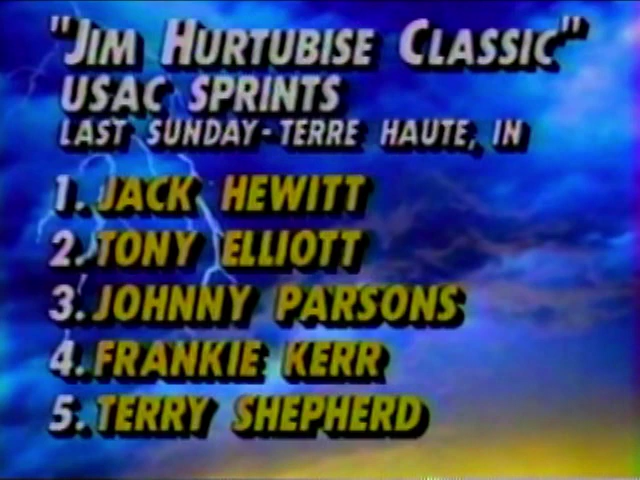 "JIM HURTUBISE CLASSIC"
USAC SPRINTS
LAST SUNDAY-TERRE HAUTE, IN
1. JACK HEWITT
2. TONY ELLIOTT
3. JOHNNY PARSONS
4. FRANKIE KERR
5. TERRY SHEPHERD